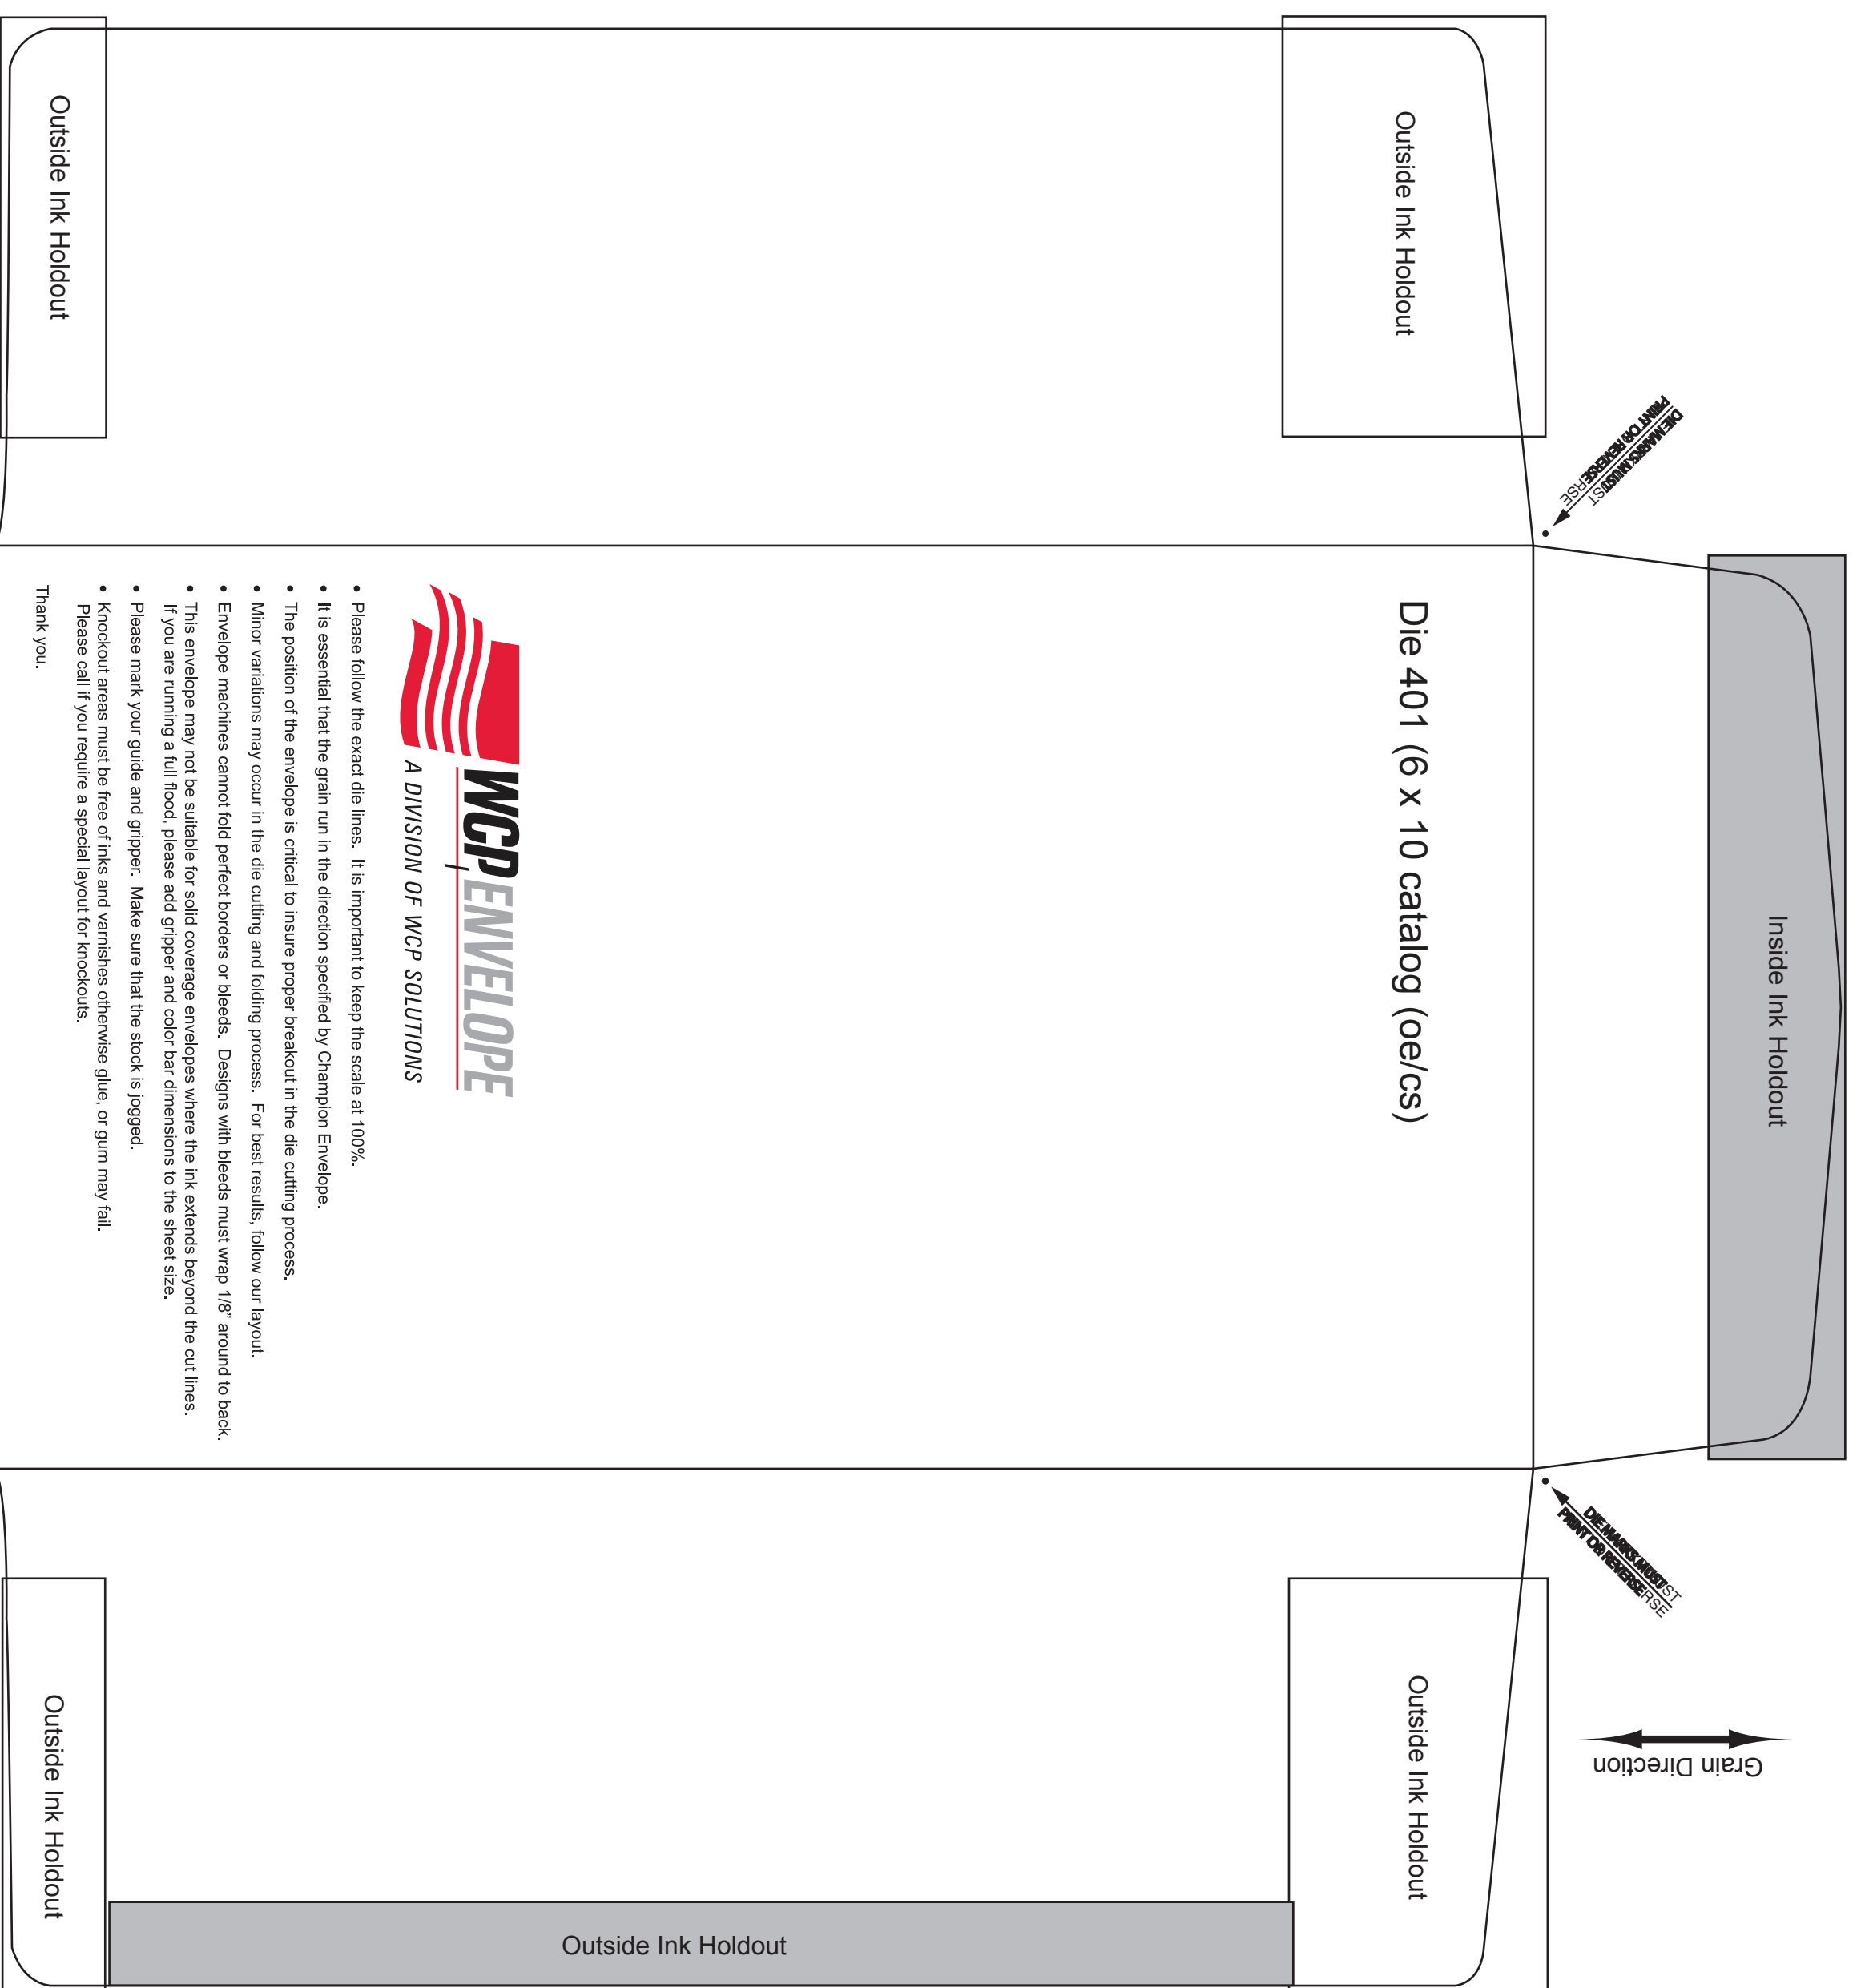 Outside Ink Holdout
Outside Ink Holdout
DIE MARKS MUST
PRINT OR REVERSE
Inside Ink Holdout
Die 401 (6 x 10 catalog (oe/cs)
WCP ENVELOPE
A DIVISION OF WCP SOLUTIONS
• Please follow the exact die lines. It is important to keep the scale at 100%.
• It is essential that the grain run in the direction specified by Champion Envelope.
• The position of the envelope is critical to insure proper breakout in the die cutting process.
• Minor variations may occur in the die cutting and folding process. For best results, follow our layout.
• Envelope machines cannot fold perfect borders or bleeds. Designs with bleeds must wrap 1/8” around to back.
• This envelope may not be suitable for solid coverage envelopes where the ink extends beyond the cut lines.
If you are running a full flood, please add gripper and color bar dimensions to the sheet size.
• Please mark your guide and gripper. Make sure that the stock is jogged.
• Knockout areas must be free of inks and varnishes otherwise glue, or gum may fail.
Please call if you require a special layout for knockouts.
Thank you.
DIE MARKS MUST
PRINT OR REVERSE
Grain Direction
Outside Ink Holdout
Outside Ink Holdout
Outside Ink Holdout